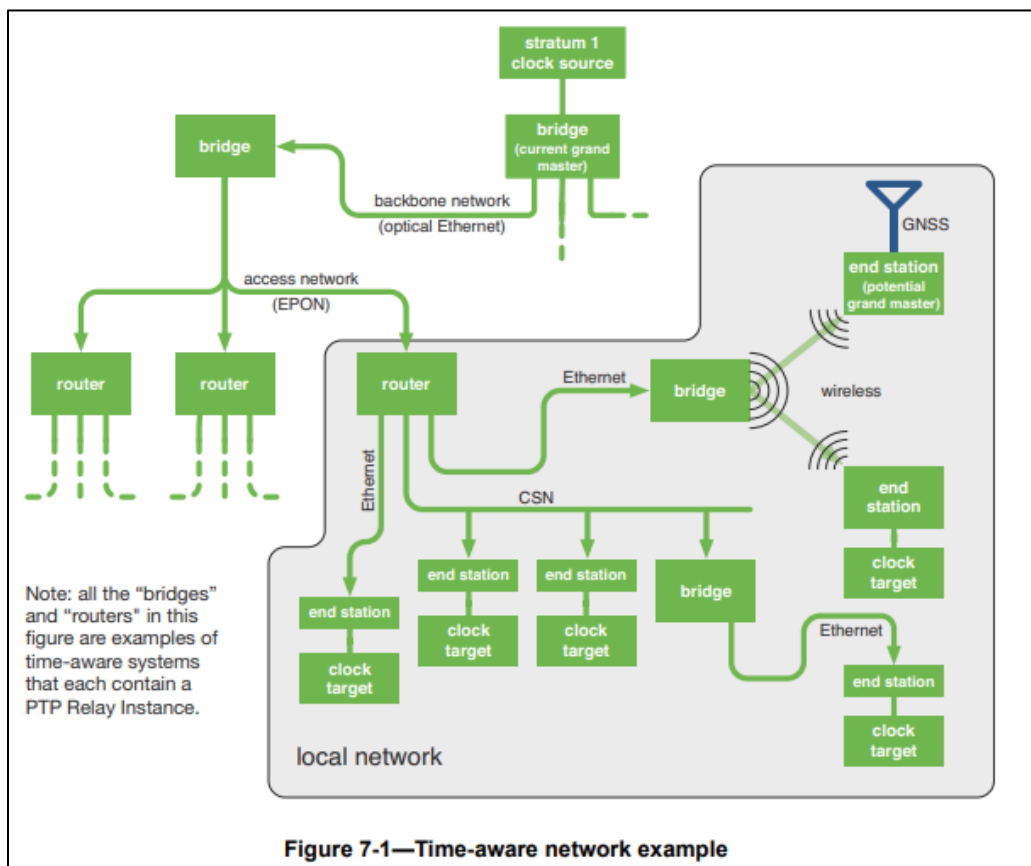 stratum 1
clock source
bridge
(current grand
master)
bridge
backbone network
(optical Ethernet)
GNSS
end station
(potential
grand master)
access network
(EPON)
router
router
router
Ethernet
bridge
wireless
Ethernet
CSN
end
station
clock
target
end station
clock
target
end station
clock
target
bridge
end station
clock
target
Ethernet
end station
clock
target
Note: all the “bridges”
and “routers" in this
figure are examples of
time-aware systems
that each contain a
PTP Relay Instance.
local network
Figure 7-1—Time-aware network example